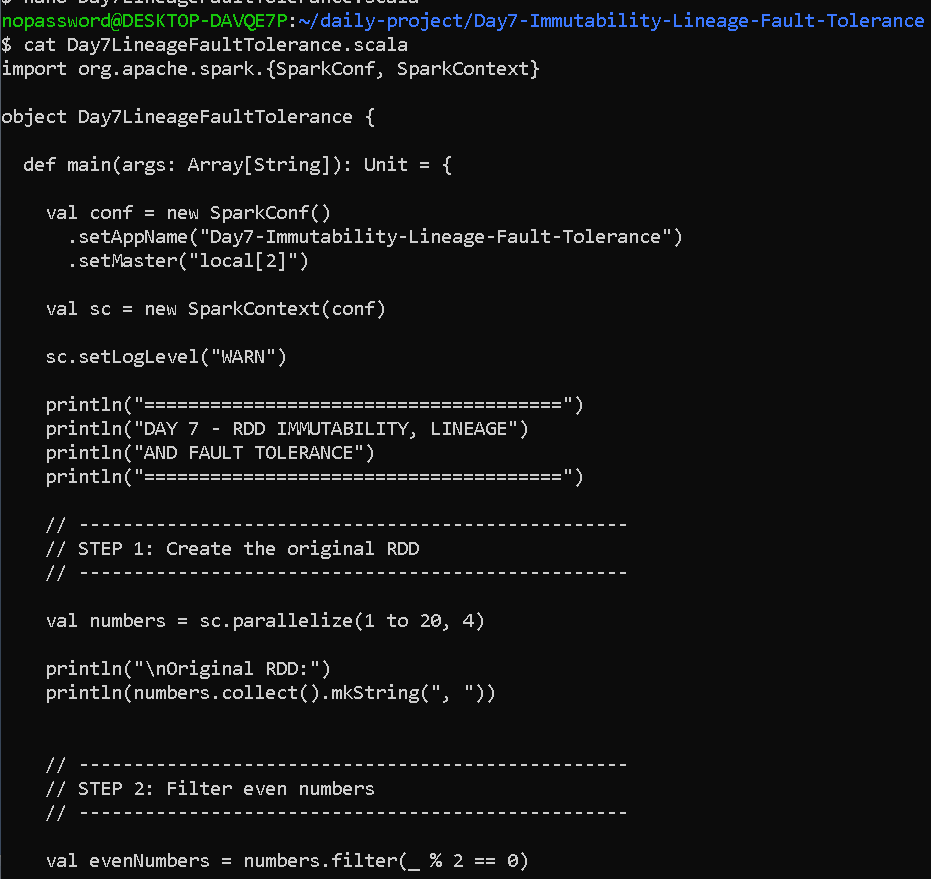 $ nano Day7LineageFaultTolerance.scala
nopassword@DESKTOP-DAVQE7P:~/daily-project/Day7-Immutability-Lineage-Fault-Tolerance
$ cat Day7LineageFaultTolerance.scala
import org.apache.spark.{SparkConf, SparkContext}

object Day7LineageFaultTolerance {

  def main(args: Array[String]): Unit = {

    val conf = new SparkConf()
      .setAppName("Day7-Immutability-Lineage-Fault-Tolerance")
      .setMaster("local[2]")

    val sc = new SparkContext(conf)

    sc.setLogLevel("WARN")

    println("======================================")
    println("DAY 7 - RDD IMMUTABILITY, LINEAGE")
    println("AND FAULT TOLERANCE")
    println("======================================")

    // --------------------------------------------------
    // STEP 1: Create the original RDD
    // --------------------------------------------------

    val numbers = sc.parallelize(1 to 20, 4)

    println("\nOriginal RDD:")
    println(numbers.collect().mkString(", "))


    // --------------------------------------------------
    // STEP 2: Filter even numbers
    // --------------------------------------------------

    val evenNumbers = numbers.filter(_ % 2 == 0)